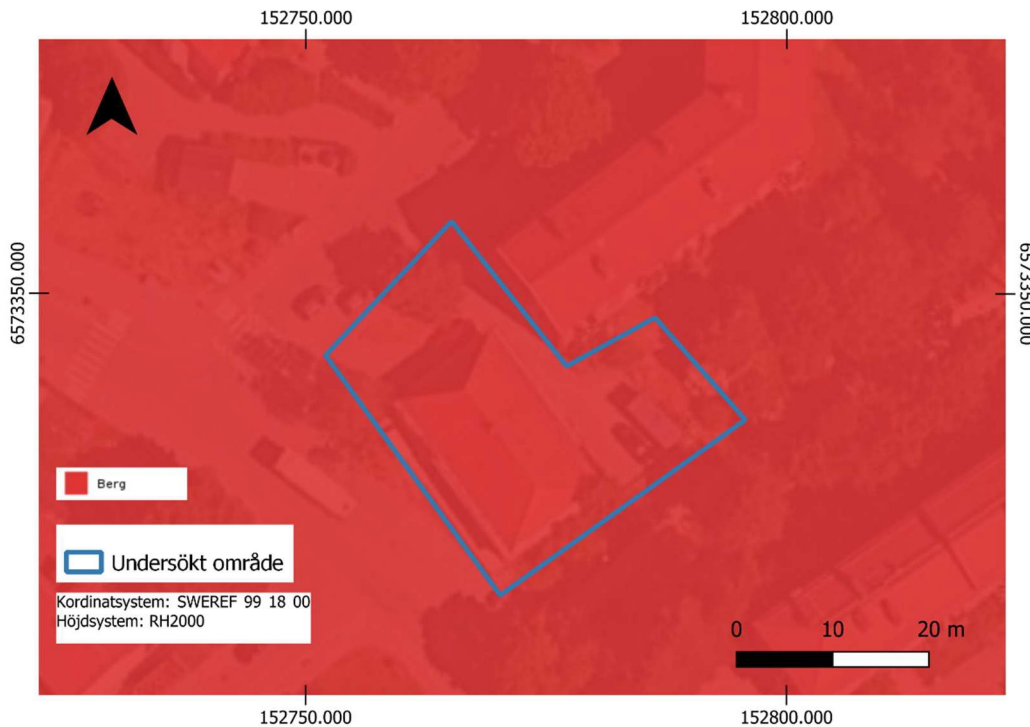 152750.000
152800.000
6573350.000
6573350.000
Berg
Undersökt område
Kordinatsystem: SWEREF 99 18 00
Höjdsystem: RH2000
0
10
20 m
152750.000
152800.000